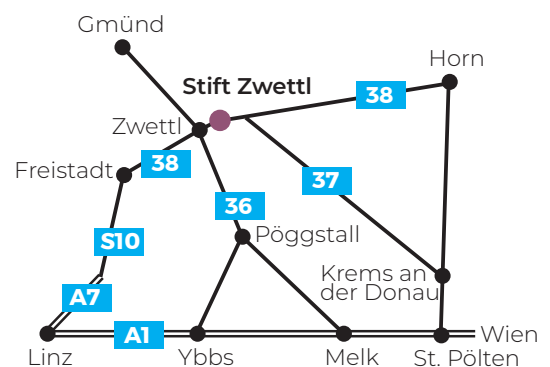 Gmünd
Horn
Stift Zwettl
38
Zwettl
38
Freistadt
37
36
S10
Pöggstall
Krems an
der Donau
A7
A1
Wien
Linz
Ybbs
Melk
St. Pölten